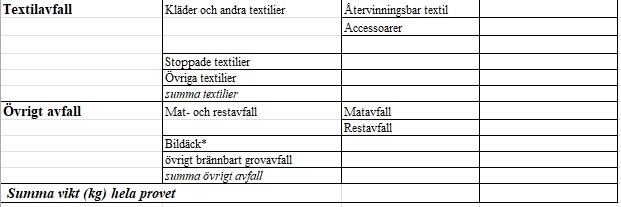 Textilavfall Kläder och andra textilier Återvinningsbar textil
Accessoarer
Stoppade textilier
Övriga textilier
summa textilier
Övrigt avfall Mat- och restavfall Matavfall
Restavfall
Bildäck*
övrigt brännbart grovavfall
summa övrigt avfall
Summa vikt (kg) hela provet